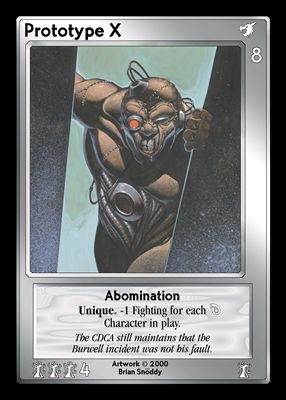 Prototype X
8
Abomination
Unique. -1 Fighting for each
Character in play.
The CDCA still maintains that the
Burwell incident was not his fault.
Artwork © 2000
Brian Snöddy
4